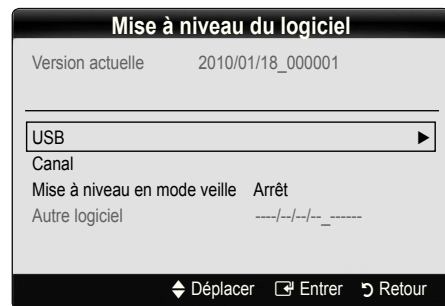 Mise à niveau du logiciel
Version actuelle 2010/01/18_000001
USB
Canal
Mise à niveau en mode veille Arrêt
Autre logiciel ----/--/--/--_------
Déplacer Entrer Retour